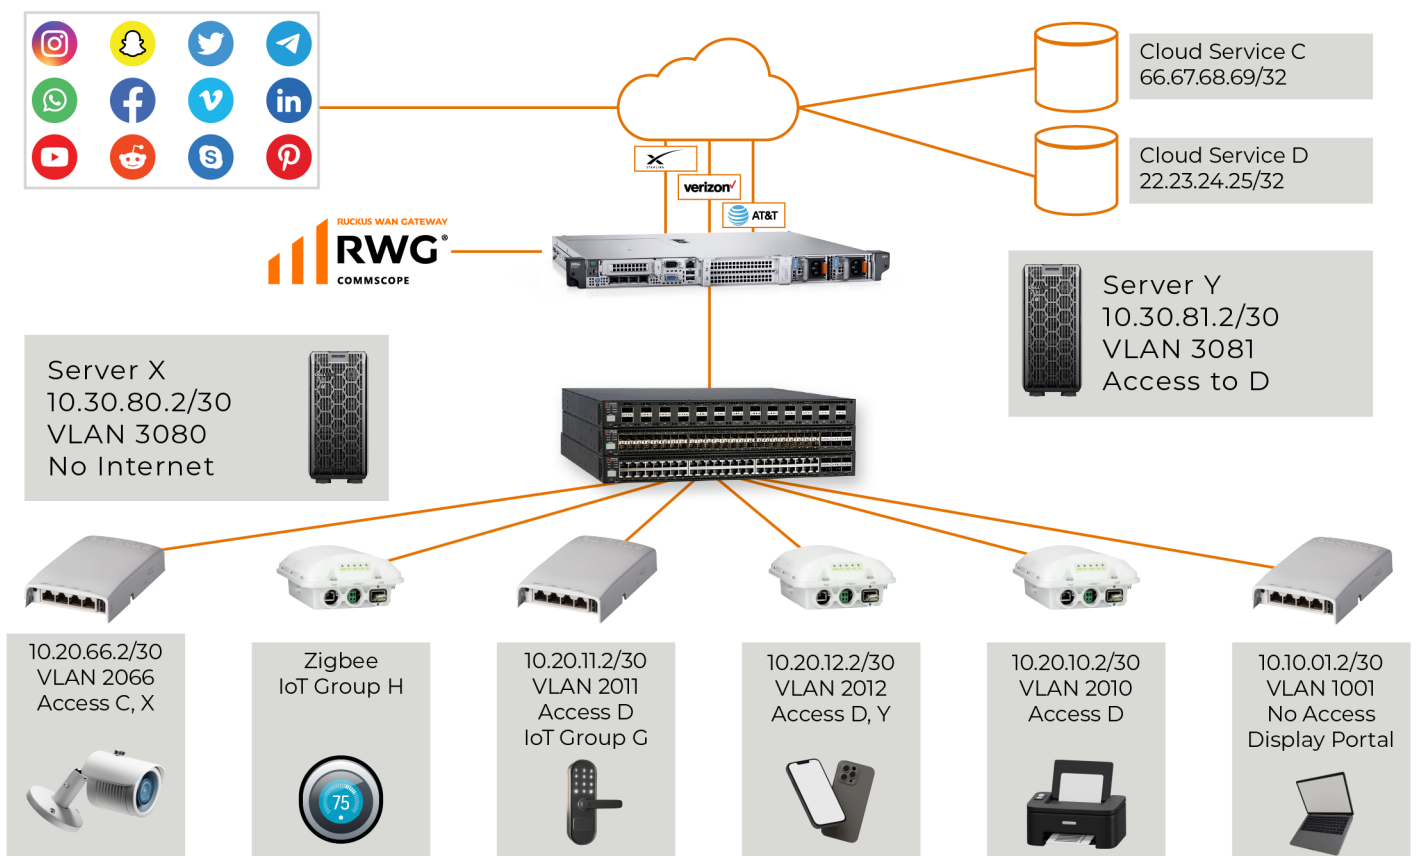 Cloud Service C
66.67.68.69/32
STARLINK
verizon
Cloud Service D
22.23.24.25/32
AT&T
RUCKUS WAN GATEWAY
RWG®
COMMSCOPE
Server Y
10.30.81.2/30
VLAN 3081
Access to D
Server X
10.30.80.2/30
VLAN 3080
No Internet
10.20.66.2/30
VLAN 2066
Access C, X
Zigbee
IoT Group H
75
10.20.11.2/30
VLAN 2011
Access D
IoT Group G
10.20.12.2/30
VLAN 2012
Access D, Y
10.20.10.2/30
VLAN 2010
Access D
10.10.01.2/30
VLAN 1001
No Access
Display Portal